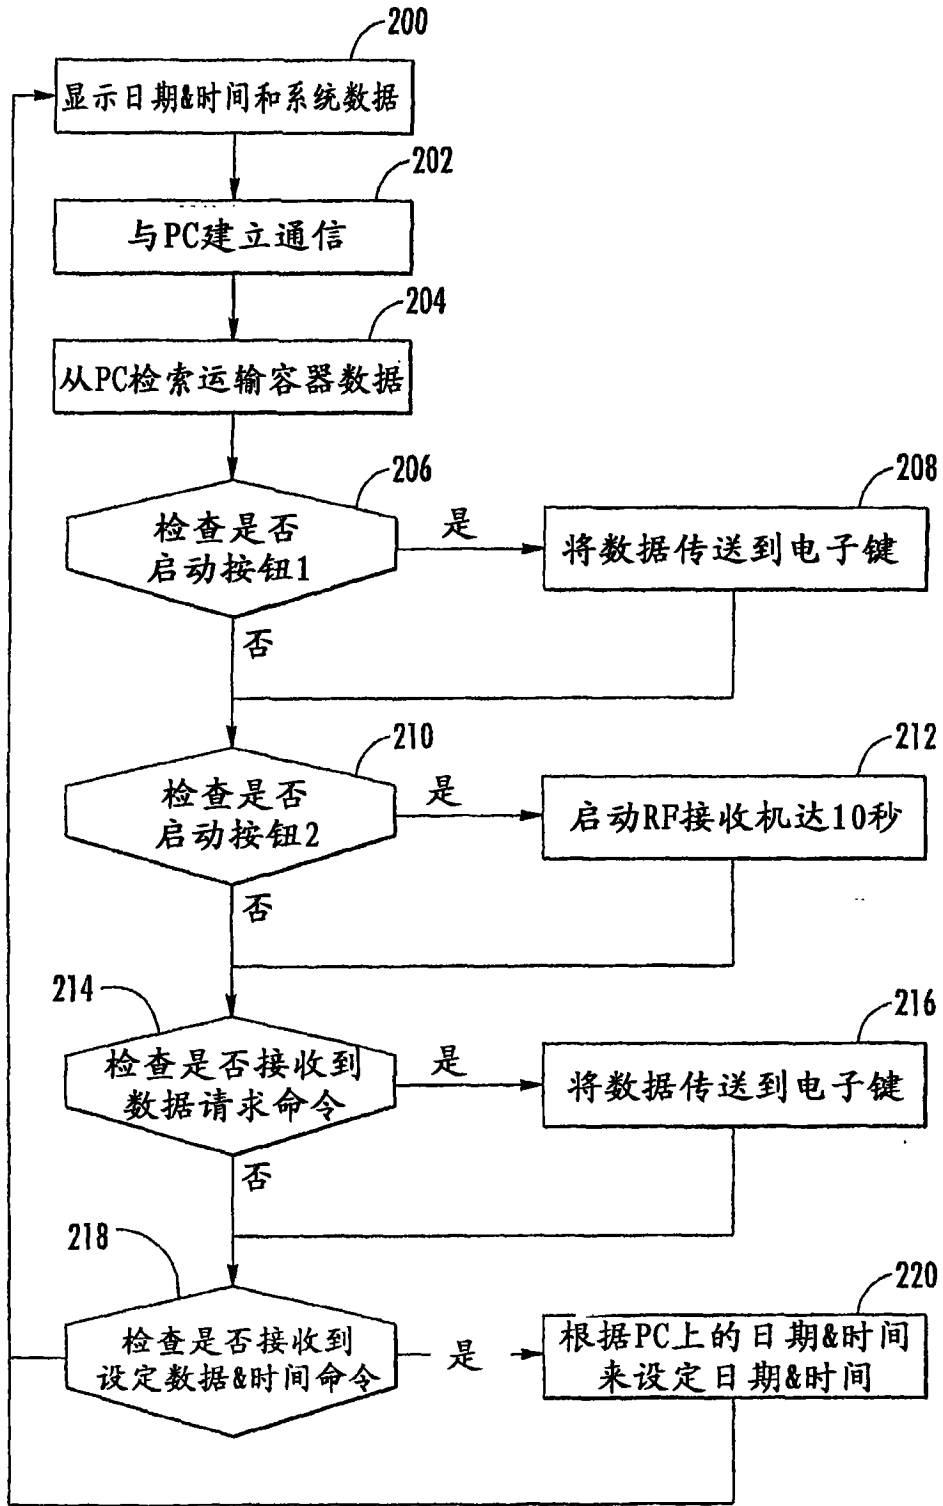 200
显示日期&时间和系统数据
202
与PC建立通信
204
从PC检索运输容器数据
206
检查是否
启动按钮1
是
208
将数据传送到电子键
否
210
检查是否
启动按钮2
是
212
启动RF接收机达10秒
否
214
检查是否接收到
数据请求命令
是
216
将数据传送到电子键
否
218
检查是否接收到
设定数据&时间命令
是
220
根据PC上的日期&时间
来设定日期&时间